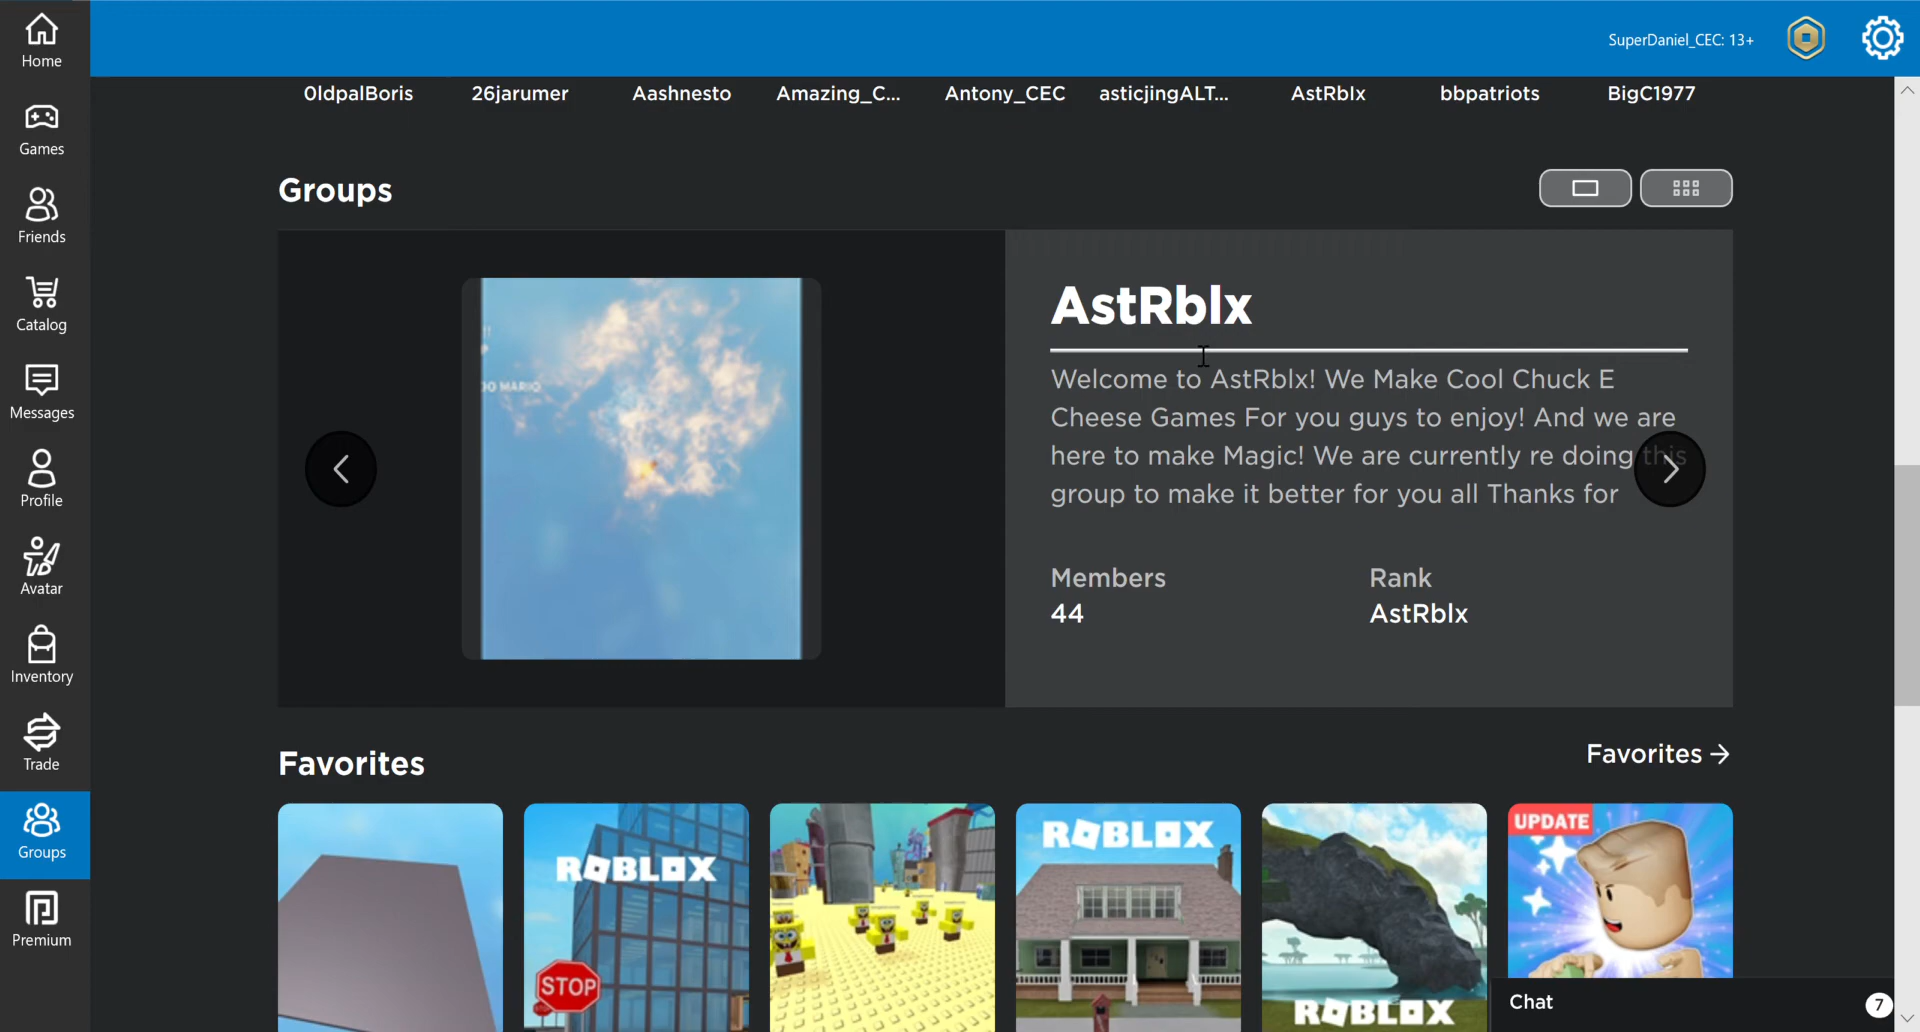 Home
SuperDaniel_CEC: 13+
0ldpalBoris 26jarumer Aashnesto Amazing_C... Antony_CEC asticjingALT... AstRblx bbpatriots BigC1977
Games
Groups
Friends
AstRblx
Catalog
!!
GO MARIO
Welcome to AstRblx! We Make Cool Chuck E
Cheese Games For you guys to enjoy! And we are
here to make Magic! We are currently re doing this
group to make it better for you all Thanks for
Messages
Profile
Avatar
Members Rank
44 AstRblx
Inventory
Trade
Favorites Favorites
Groups
UPDATE
ROBLOX
ROBLOX
STOP
ROBLOX
Premium
Chat 7